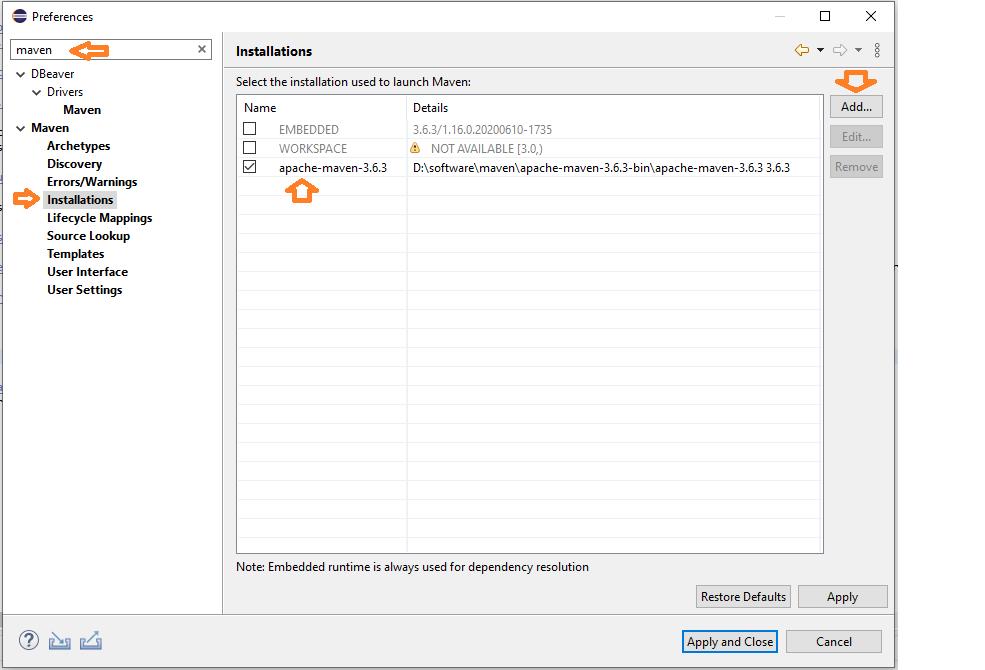 Preferences
maven
DBeaver
Drivers
Maven
Maven
Archetypes
Discovery
Errors/Warnings
Installations
Lifecycle Mappings
Source Lookup
Templates
User Interface
User Settings
Installations
Select the installation used to launch Maven:
Name Details
EMBEDDED 3.6.3/1.16.0.20200610-1735
WORKSPACE NOT AVAILABLE [3.0,)
apache-maven-3.6.3 D:\software\maven\apache-maven-3.6.3-bin\apache-maven-3.6.3 3.6.3
Add...
Edit...
Remove
Note: Embedded runtime is always used for dependency resolution
Restore Defaults Apply
Apply and Close Cancel